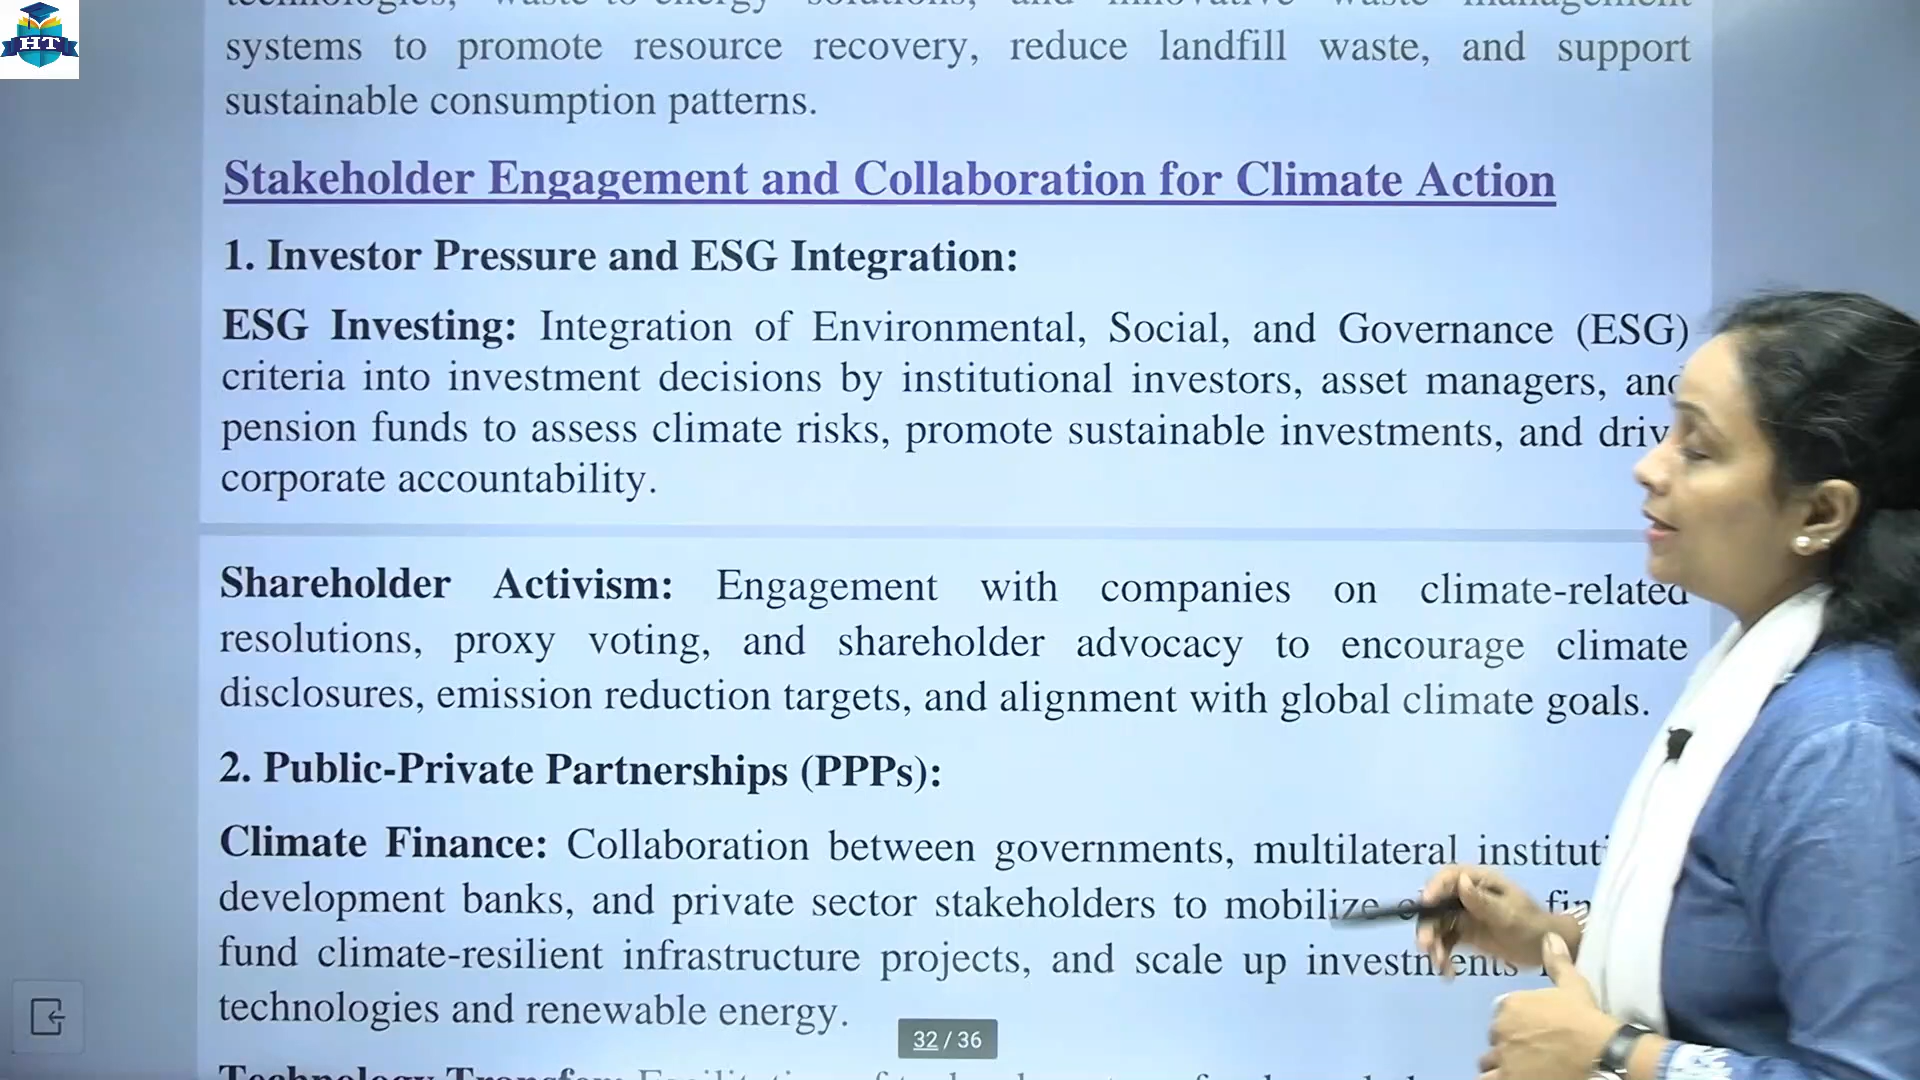 HT
systems to promote resource recovery, reduce landfill waste, and support
sustainable consumption patterns.
Stakeholder Engagement and Collaboration for Climate Action
1. Investor Pressure and ESG Integration:
ESG Investing: Integration of Environmental, Social, and Governance (ESG)
criteria into investment decisions by institutional investors, asset managers, and
pension funds to assess climate risks, promote sustainable investments, and
corporate accountability.
Shareholder Activism: Engagement with companies on climate-related
resolutions, proxy voting, and shareholder advocacy to encourage climate
disclosures, emission reduction targets, and alignment with global climate goals.
2. Public-Private Partnerships (PPPs):
Climate Finance: Collaboration between governments, multilateral
development banks, and private sector stakeholders to mobilize
fund climate-resilient infrastructure projects, and scale up investments
technologies and renewable energy.
32 / 36